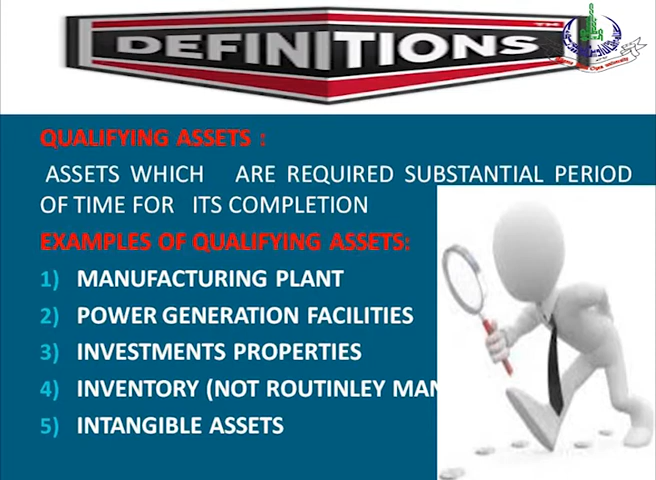 DEFINITIONS™
QUALIFYING ASSETS :
ASSETS WHICH ARE REQUIRED SUBSTANTIAL PERIOD
OF TIME FOR ITS COMPLETION
EXAMPLES OF QUALIFYING ASSETS:
1) MANUFACTURING PLANT
2) POWER GENERATION FACILITIES
3) INVESTMENTS PROPERTIES
4) INVENTORY (NOT ROUTINLEY MAN
5) INTANGIBLE ASSETS